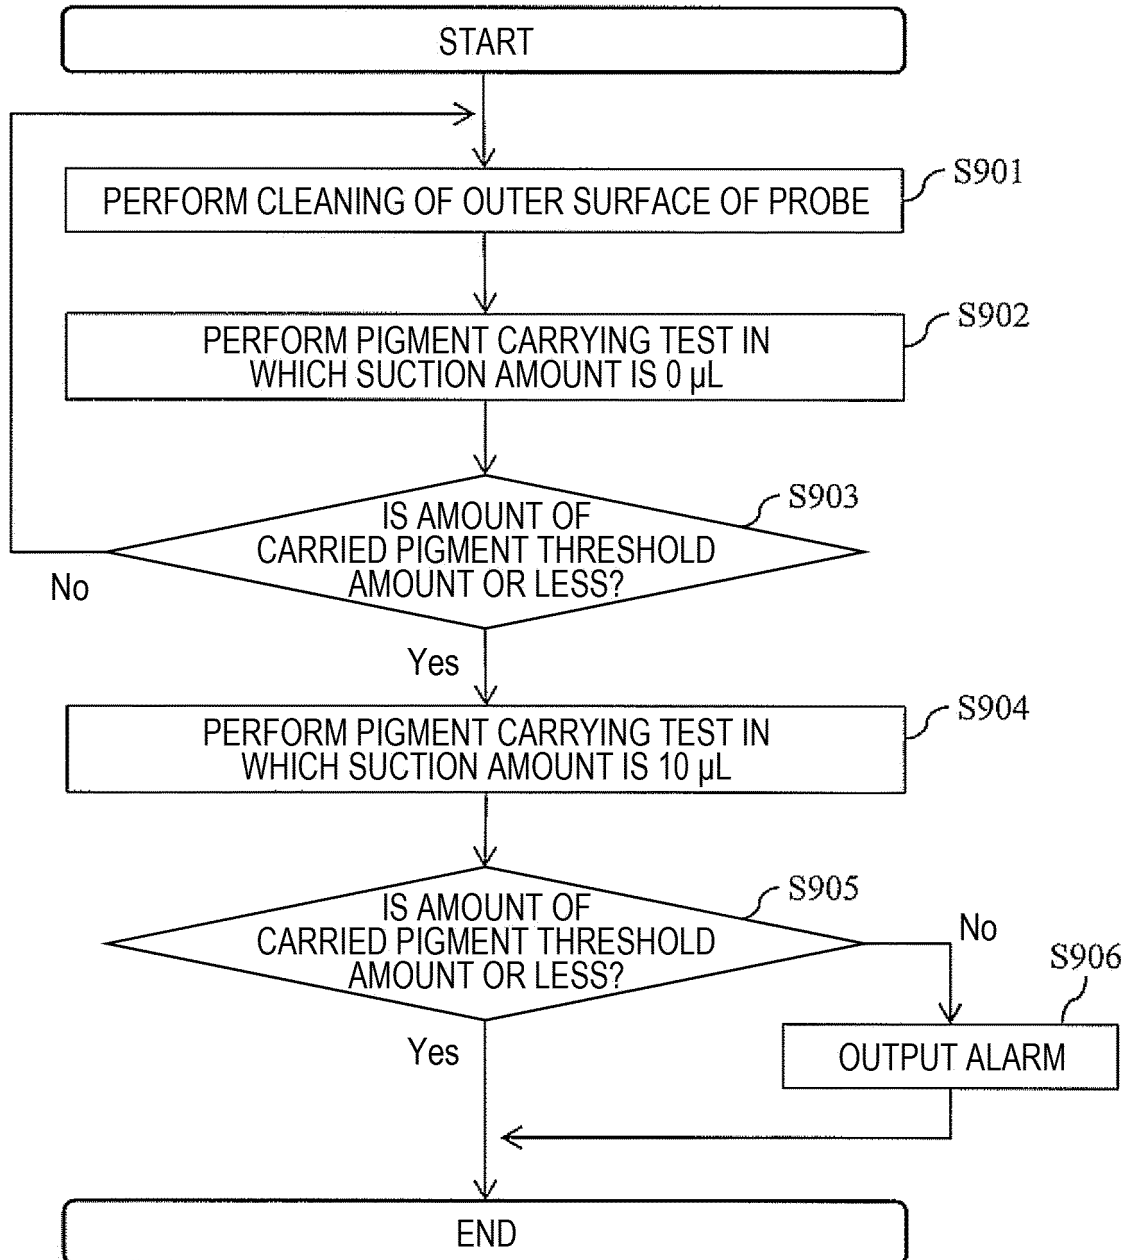 START
PERFORM CLEANING OF OUTER SURFACE OF PROBE
S901
PERFORM PIGMENT CARRYING TEST IN
WHICH SUCTION AMOUNT IS 0 µL
S902
IS AMOUNT OF
CARRIED PIGMENT THRESHOLD
AMOUNT OR LESS?
S903
No
Yes
PERFORM PIGMENT CARRYING TEST IN
WHICH SUCTION AMOUNT IS 10 µL
S904
IS AMOUNT OF
CARRIED PIGMENT THRESHOLD
AMOUNT OR LESS?
S905
No
S906
Yes
OUTPUT ALARM
END